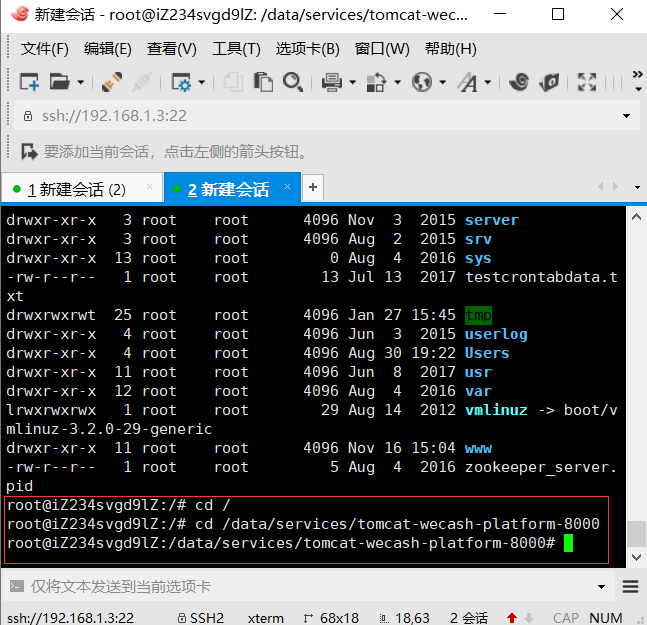 新建会话 - root@iZ234svgd9lZ: /data/services/tomcat-wec...
文件(F) 编辑(E) 查看(V) 工具(T) 选项卡(B) 窗口(W) 帮助(H)
ssh://192.168.1.3:22
要添加当前会话，点击左侧的箭头按钮。
1 新建会话 (2) × 2 新建会话 × +
drwxr-xr-x   3 root    root      4096 Nov  3  2015 server
drwxr-xr-x   3 root    root      4096 Aug  2  2015 srv
drwxr-xr-x  13 root    root         0 Aug  4  2016 sys
-rw-r--r--   1 root    root        13 Jul 13  2017 testcrontabdata.t
xt
drwxrwxrwt  25 root    root      4096 Jan 27 15:45 tmp
drwxr-xr-x   4 root    root      4096 Jun  3  2015 userlog
drwxr-xr-x   4 root    root      4096 Aug 30 19:22 Users
drwxr-xr-x  11 root    root      4096 Jun  8  2017 usr
drwxr-xr-x  12 root    root      4096 Aug  4  2016 var
lrwxrwxrwx   1 root    root        29 Aug 14  2012 vmlinuz -> boot/v
mlinuz-3.2.0-29-generic
drwxr-xr-x  11 root    root      4096 Nov 16 15:04 www
-rw-r--r--   1 root    root         5 Aug  4  2016 zookeeper_server.
pid
root@iZ234svgd9lZ:/# cd /
root@iZ234svgd9lZ:/# cd /data/services/tomcat-wecash-platform-8000
root@iZ234svgd9lZ:/data/services/tomcat-wecash-platform-8000#
仅将文本发送到当前选项卡
ssh://192.168.1.3:22 SSH2 xterm 68x18 18,63 2 会话 CAP NUM